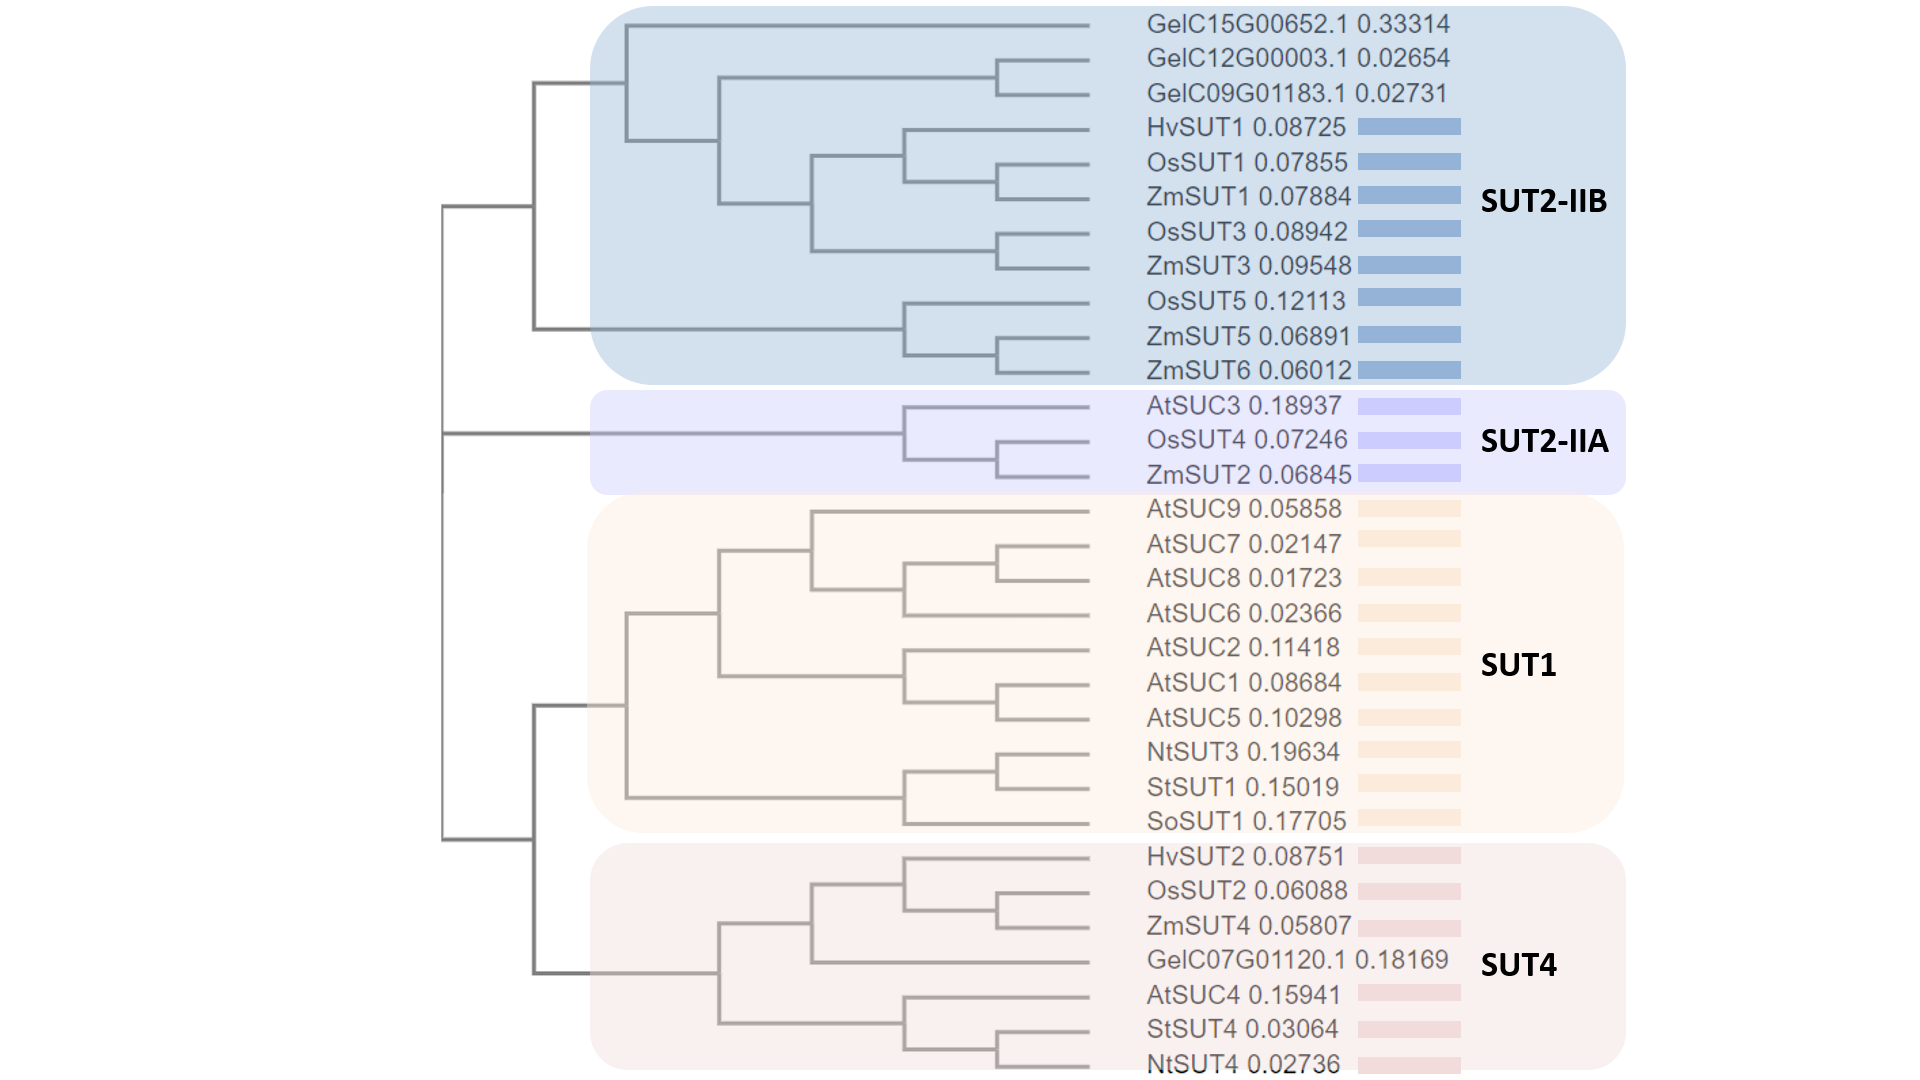 GelC15G00652.1 0.33314
GelC12G00003.1 0.02654
GelC09G01183.1 0.02731
HvSUT1 0.08725
OsSUT1 0.07855
ZmSUT1 0.07884
SUT2-IIB
OsSUT3 0.08942
ZmSUT3 0.09548
OsSUT5 0.12113
ZmSUT5 0.06891
ZmSUT6 0.06012
AtSUC3 0.18937
OsSUT4 0.07246
SUT2-IIA
ZmSUT2 0.06845
AtSUC9 0.05858
AtSUC7 0.02147
AtSUC8 0.01723
AtSUC6 0.02366
AtSUC2 0.11418
SUT1
AtSUC1 0.08684
AtSUC5 0.10298
NtSUT3 0.19634
StSUT1 0.15019
SoSUT1 0.17705
HvSUT2 0.08751
OsSUT2 0.06088
ZmSUT4 0.05807
GelC07G01120.1 0.18169
SUT4
AtSUC4 0.15941
StSUT4 0.03064
NtSUT4 0.02736